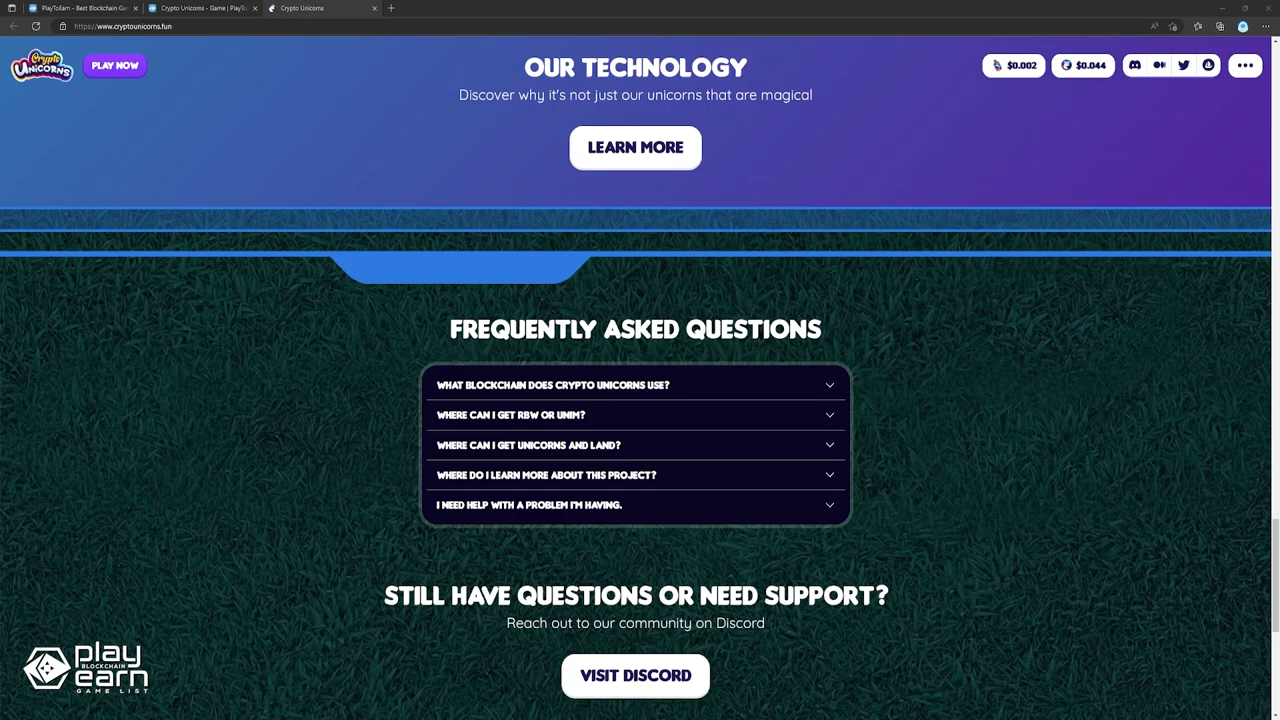 PlayToEarn - Best Blockchain Ga
Crypto Unicorns - Game | PlayTo
Crypto Unicorns
https://www.cryptounicorns.fun
Crypto
UNICORNS
PLAY NOW
$0.002
$0.044
OUR TECHNOLOGY
Discover why it's not just our unicorns that are magical
LEARN MORE
FREQUENTLY ASKED QUESTIONS
WHAT BLOCKCHAIN DOES CRYPTO UNICORNS USE?
WHERE CAN I GET RBW OR UNIM?
WHERE CAN I GET UNICORNS AND LAND?
WHERE DO I LEARN MORE ABOUT THIS PROJECT?
I NEED HELP WITH A PROBLEM I'M HAVING.
STILL HAVE QUESTIONS OR NEED SUPPORT?
Reach out to our community on Discord
VISIT DISCORD
play
BLOCKCHAIN
earn
GAME LIST